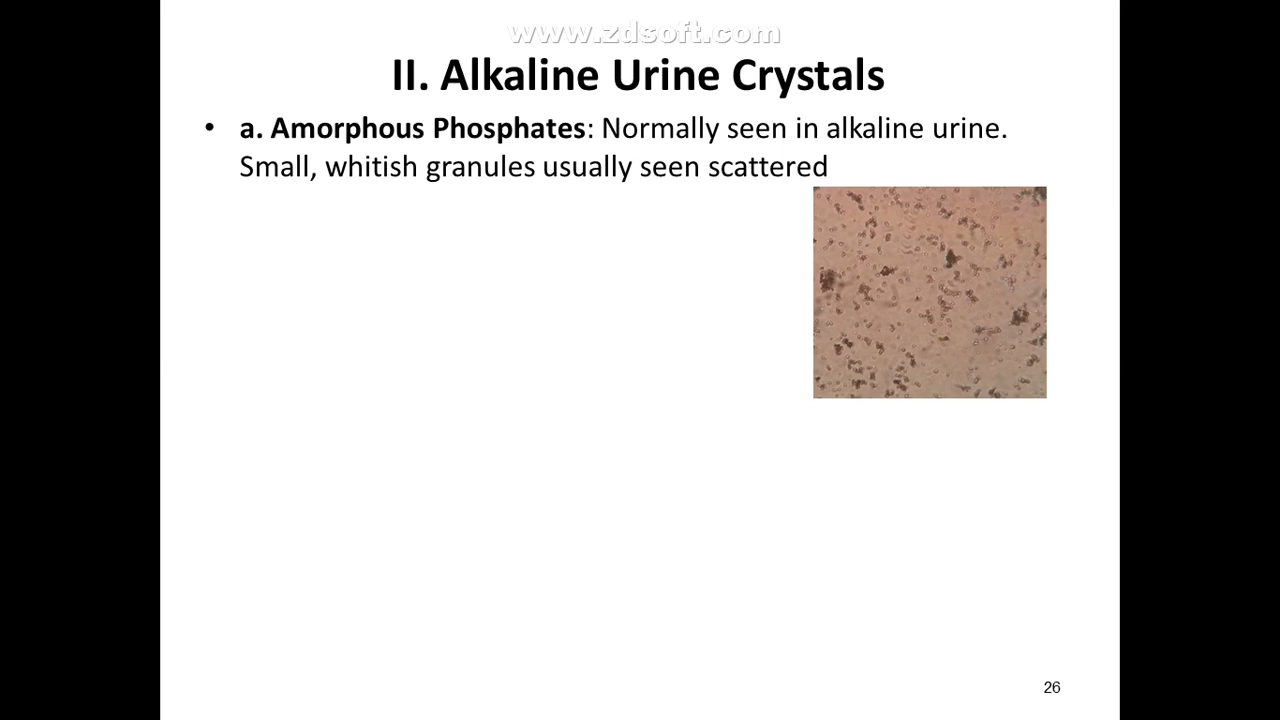 www.zdsoft.com
II. Alkaline Urine Crystals
• a. Amorphous Phosphates: Normally seen in alkaline urine.
Small, whitish granules usually seen scattered
26